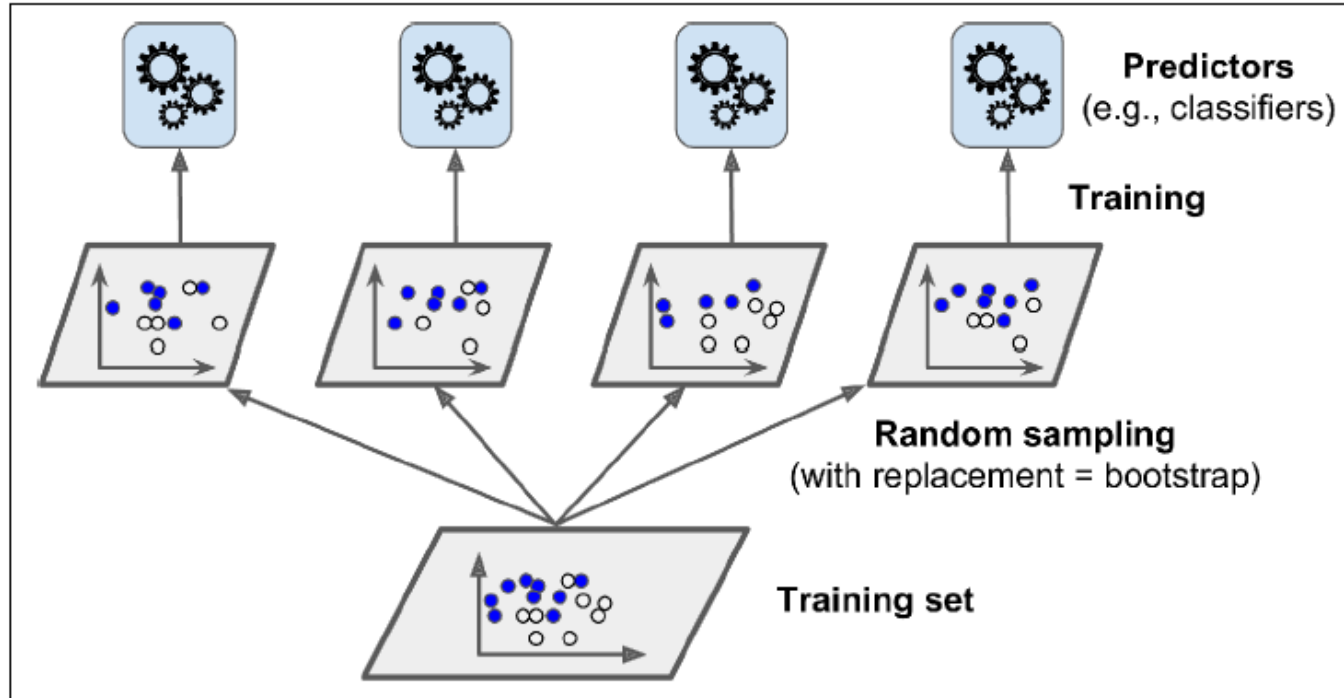 Predictors
(e.g., classifiers)
Training
Random sampling
(with replacement = bootstrap)
Training set